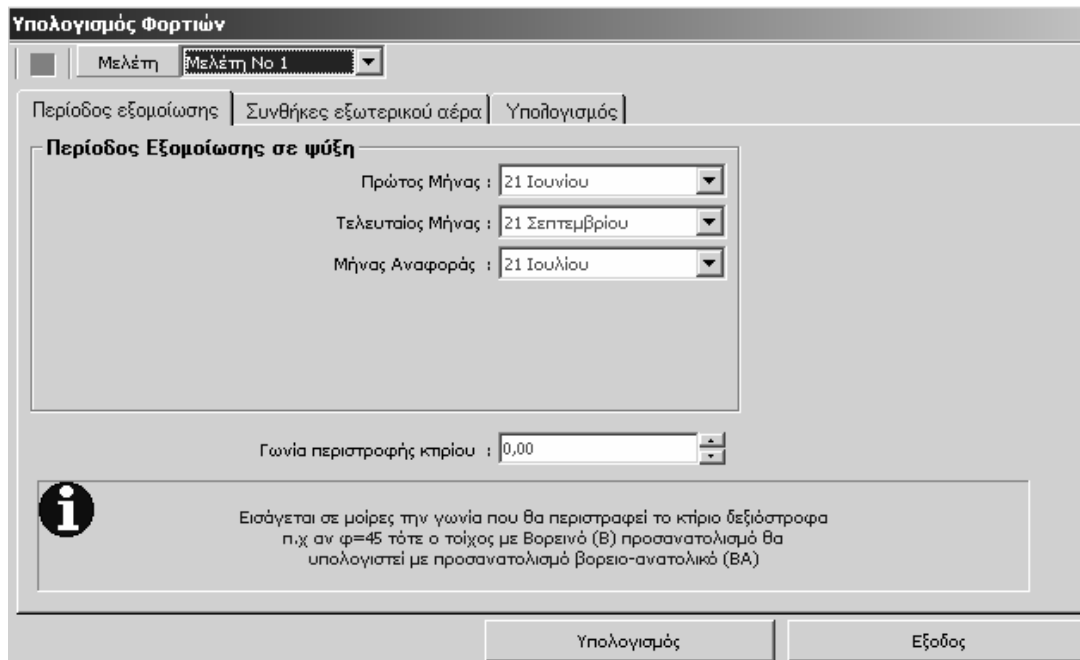 Υπολογισμός Φορτιών
Μελέτη Μελέτη Νο 1
Περίοδος εξομοίωσης Συνθήκες εξωτερικού αέρα Υπολογισμός
Περίοδος Εξομοίωσης σε ψύξη
Πρώτος Μήνας : 21 Ιουνίου
Τελευταίος Μήνας : 21 Σεπτεμβρίου
Μήνας Αναφοράς : 21 Ιουλίου
Γωνία περιστροφής κτιρίου : 0,00
Εισάγεται σε μοίρες την γωνία που θα περιστραφεί το κτίριο δεξιόστροφα
π.χ αν φ=45 τότε ο τοίχος με Βορεινό (Β) προσανατολισμό θα
υπολογιστεί με προσανατολισμό βορειο-ανατολικό (ΒΑ)
Υπολογισμός Εξοδος